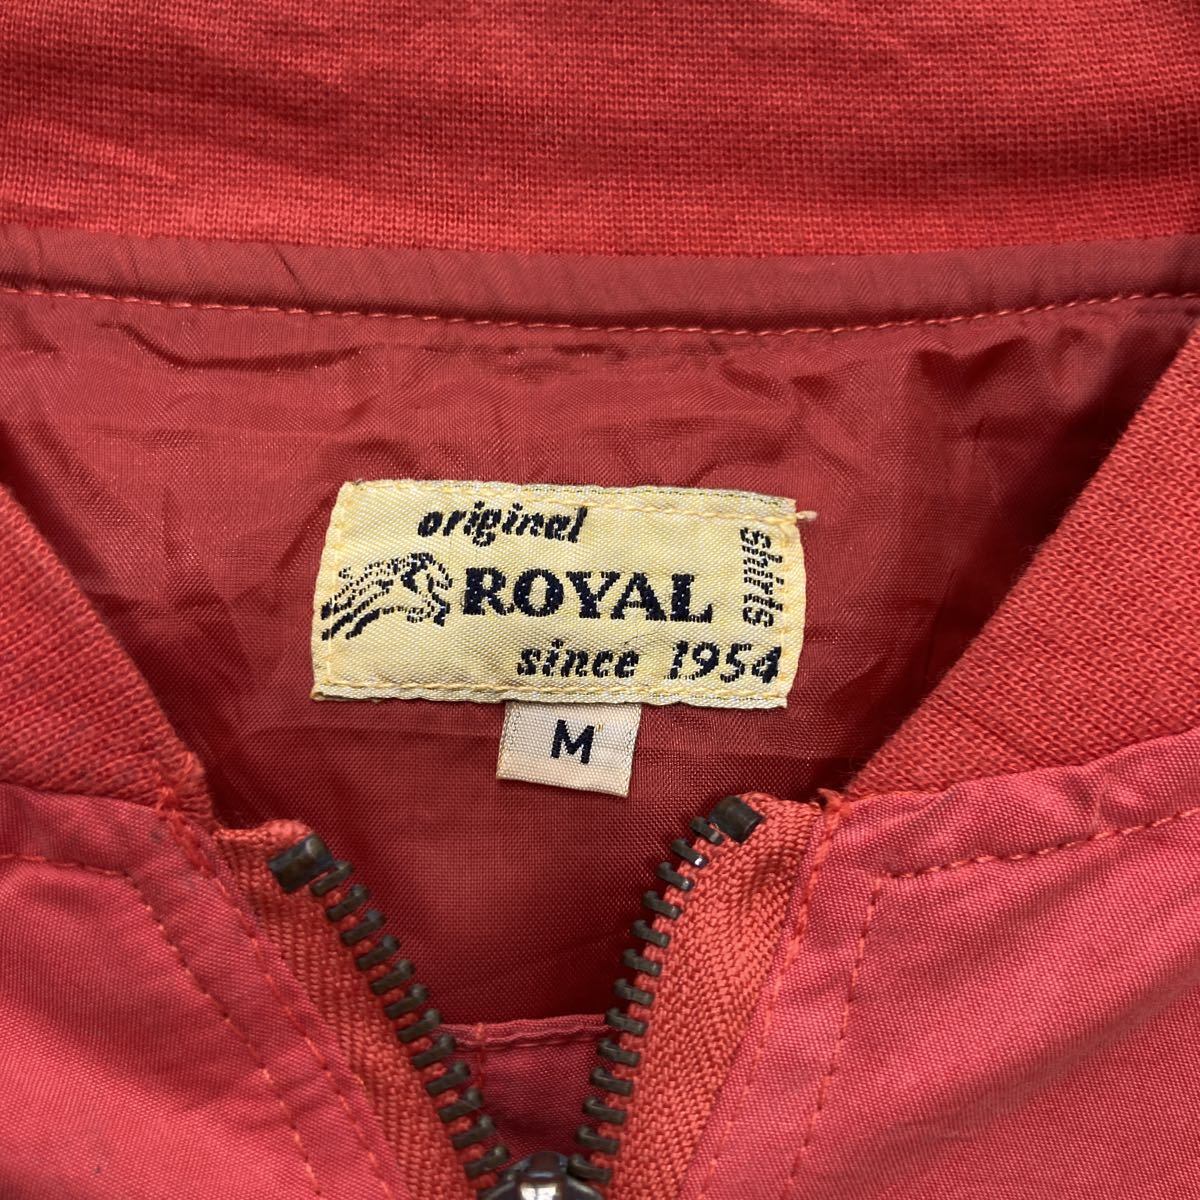 original
ROYAL
shirts
since 1954
M